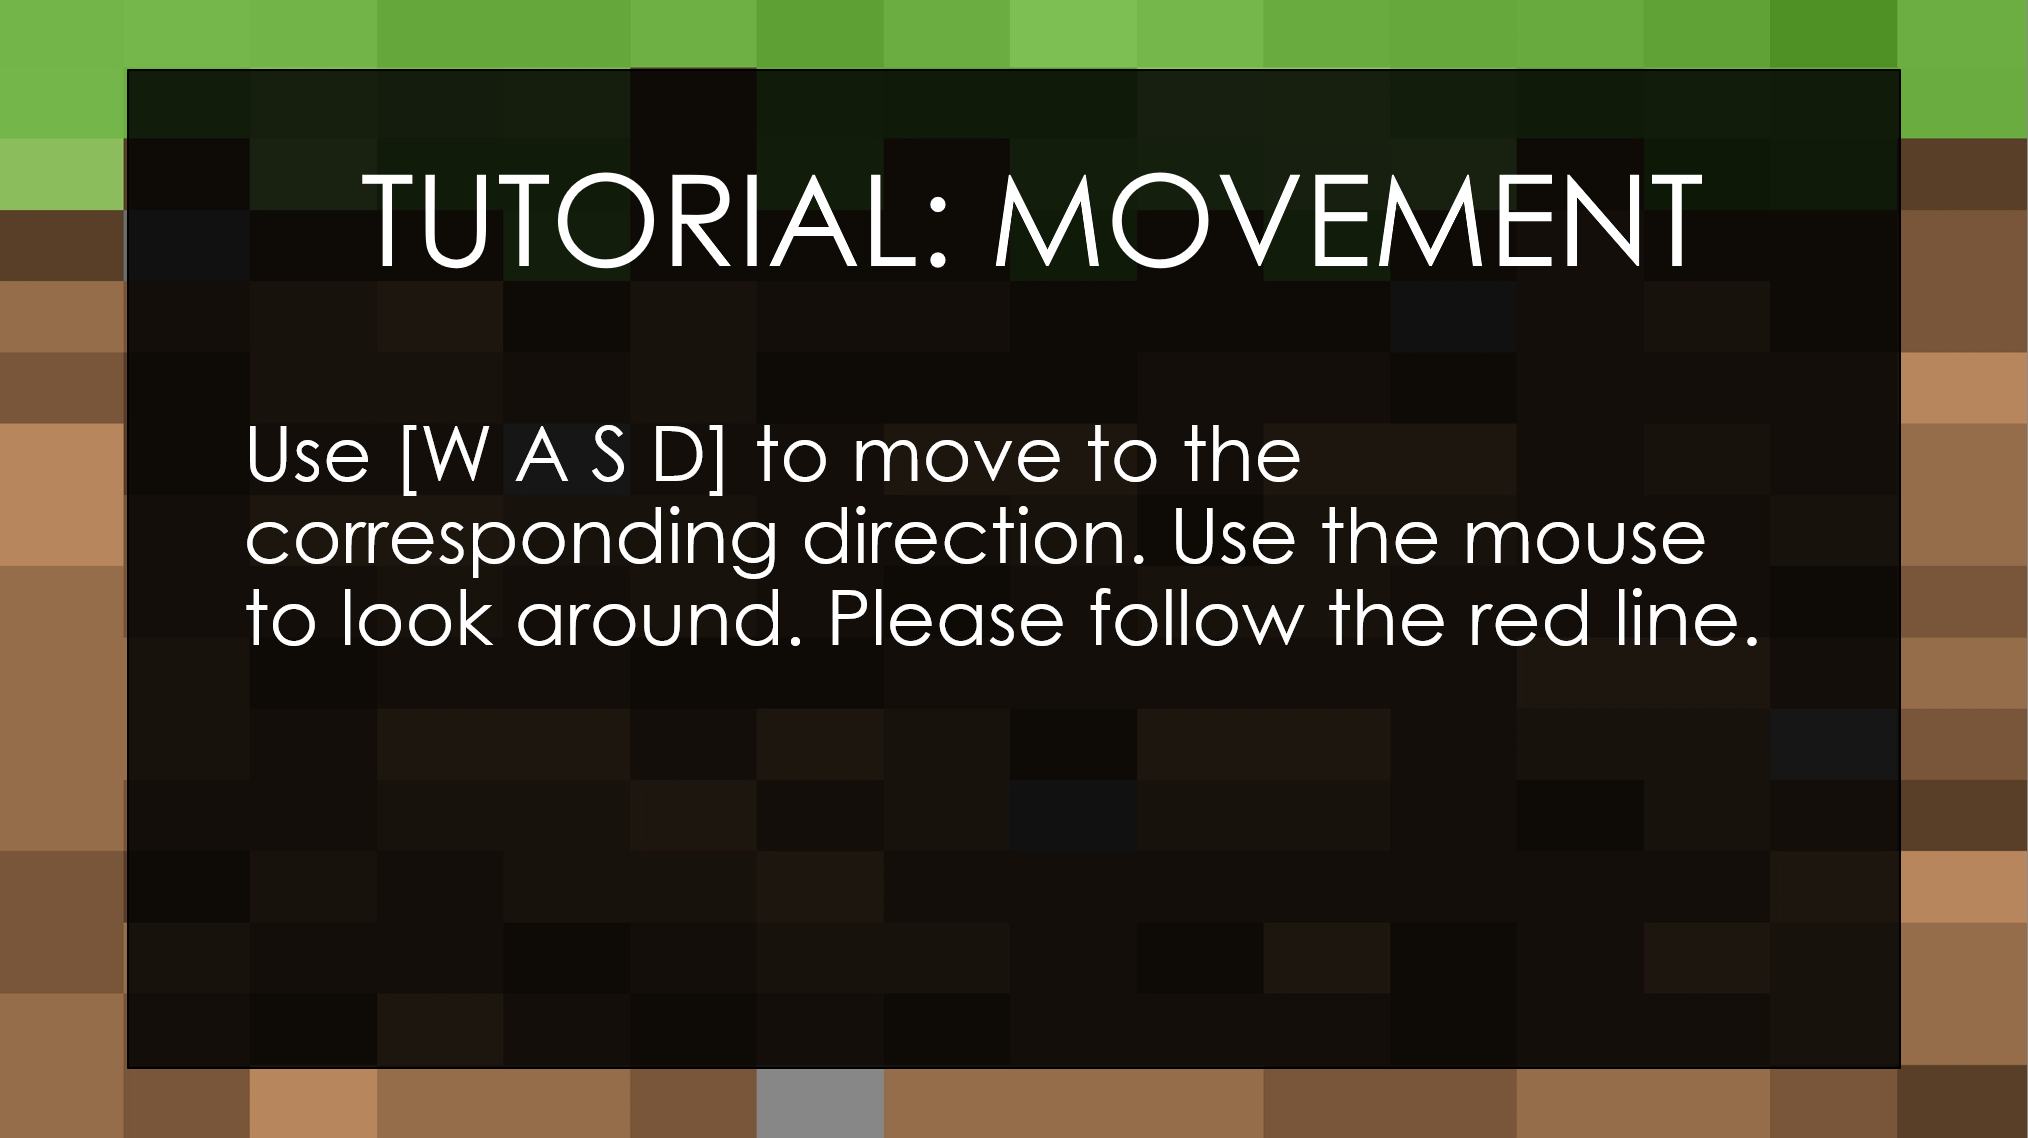 TUTORIAL: MOVEMENT
Use [W A S D] to move to the
corresponding direction. Use the mouse
to look around. Please follow the red line.